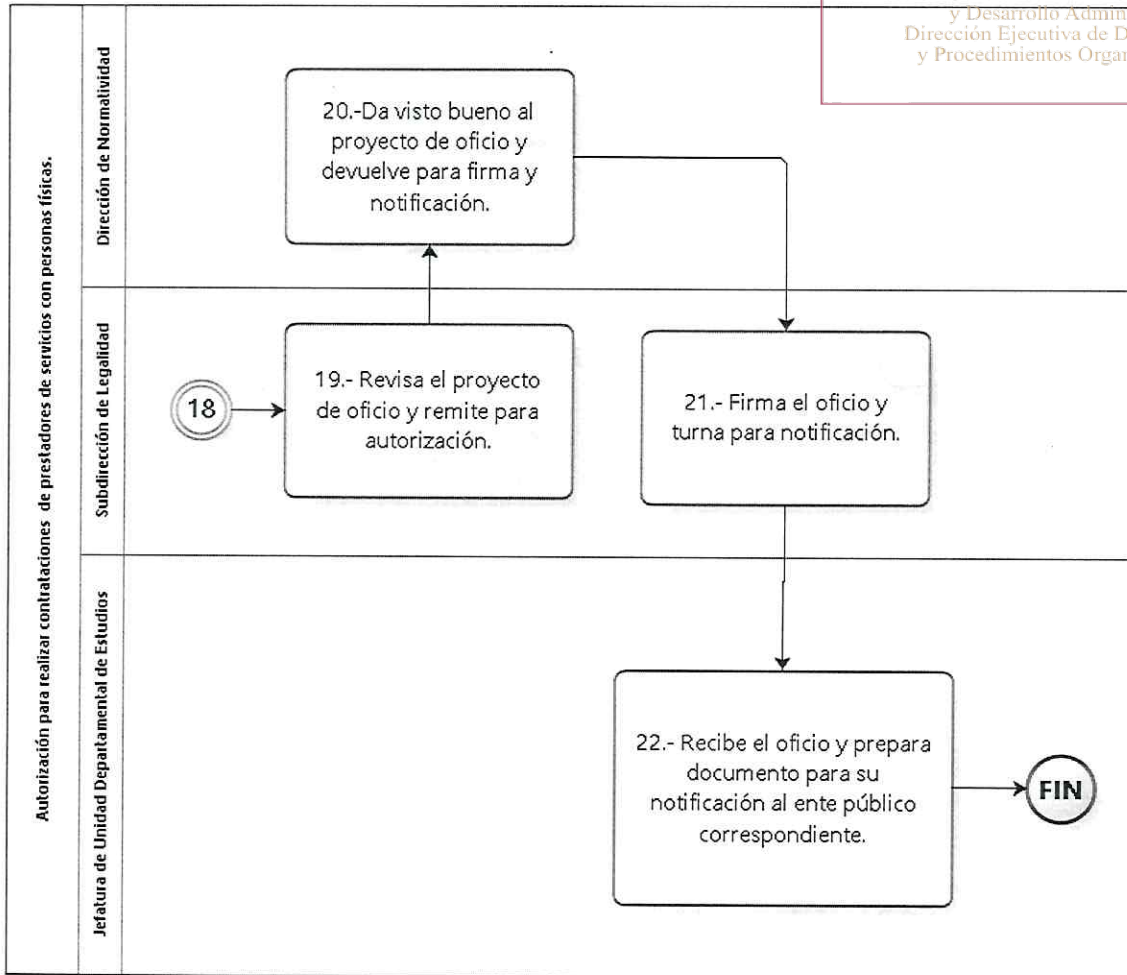 y Desarrollo Admin
Dirección Ejecutiva de D
y Procedimientos Organ
Autorización para realizar contrataciones de prestadores de servicios con personas físicas.
Dirección de Normatividad
20.-Da visto bueno al
proyecto de oficio y
devuelve para firma y
notificación.
Subdirección de Legalidad
18
19.- Revisa el proyecto
de oficio y remite para
autorización.
21.- Firma el oficio y
turna para notificación.
Jefatura de Unidad Departamental de Estudios
22.- Recibe el oficio y prepara
documento para su
notificación al ente público
correspondiente.
FIN